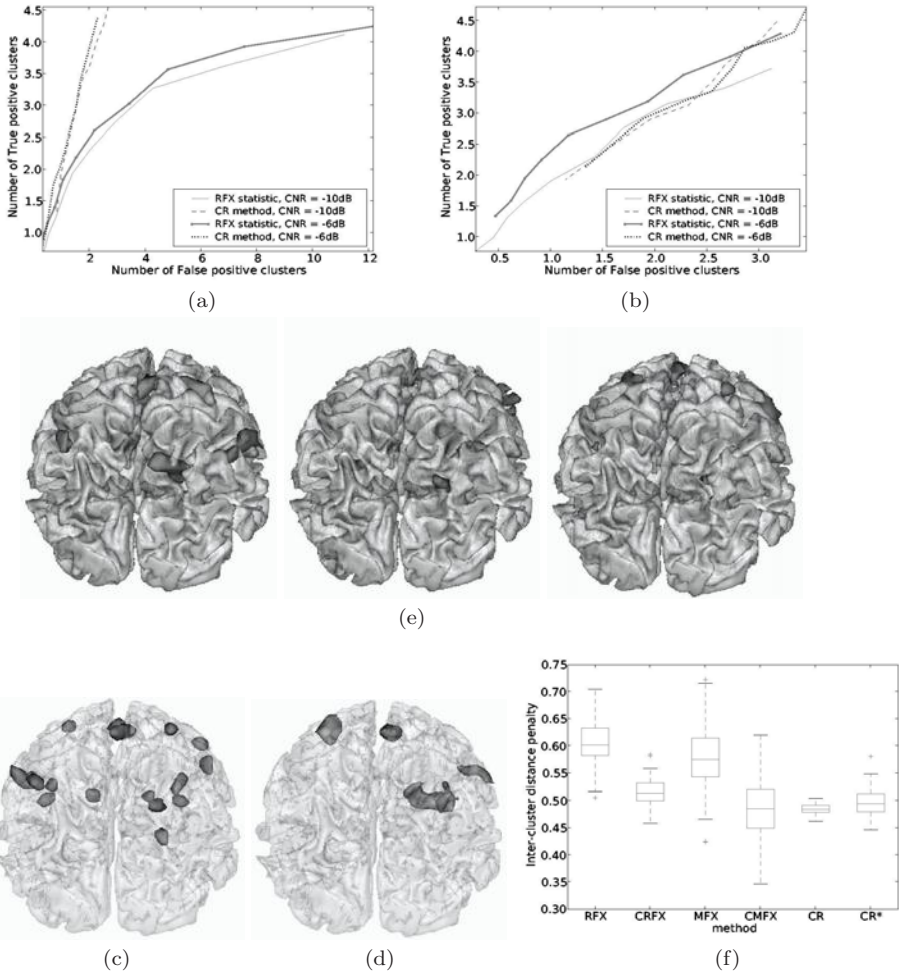 4.5
4.0
3.5
3.0
2.5
2.0
1.5
1.0
Number of True positive clusters
RFX statistic, CNR = -10dB
CR method, CNR = -10dB
RFX statistic, CNR = -6dB
CR method, CNR = -6dB
2 4 6 8 10 12
Number of False positive clusters
(a)
4.5
4.0
3.5
3.0
2.5
2.0
1.5
1.0
Number of True positive clusters
RFX statistic, CNR = -10dB
CR method, CNR = -10dB
RFX statistic, CNR = -6dB
CR method, CNR = -6dB
0.5 1.0 1.5 2.0 2.5 3.0
Number of False positive clusters
(b)
(e)
(c)
(d)
0.75
0.70
0.65
0.60
0.55
0.50
0.45
0.40
0.35
0.30
Inter-cluster distance penalty
RFX CRFX MFX CMFX CR CR*
method
(f)